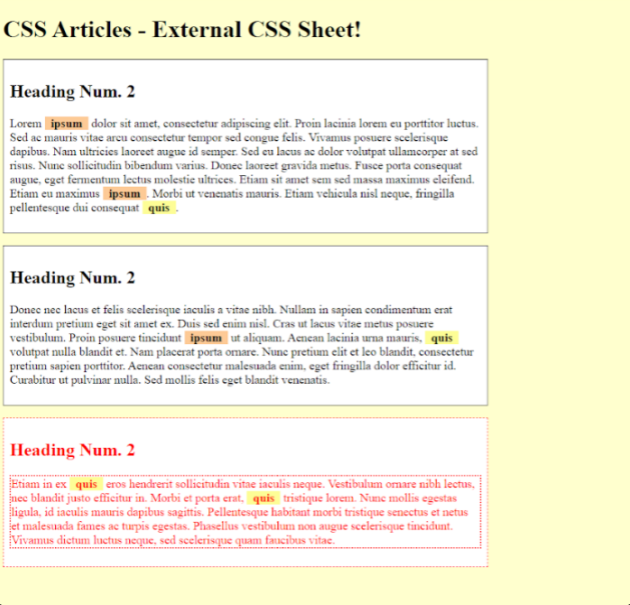 CSS Articles - External CSS Sheet!
Heading Num. 2
Lorem ipsum dolor sit amet, consectetur adipiscing elit. Proin lacinia lorem eu porttitor luctus.
Sed ac mauris vitae arcu consectetur tempor sed congue felis. Vivamus posuere scelerisque
dapibus. Nam ultricies laoreet augue id semper. Sed eu lacus ac dolor volutpat ullamcorper at sed
risus. Nunc sollicitudin bibendum varius. Donec laoreet gravida metus. Fusce porta consequat
augue, eget fermentum lectus molestie ultrices. Etiam sit amet sem sed massa maximus eleifend.
Etiam eu maximus ipsum . Morbi ut venenatis mauris. Etiam vehicula nisl neque, fringilla
pellentesque dui consequat quis .
Heading Num. 2
Donec nec lacus et felis scelerisque iaculis a vitae nibh. Nullam in sapien condimentum erat
interdum pretium eget sit amet ex. Duis sed enim nisl. Cras ut lacus vitae metus posuere
vestibulum. Proin posuere tincidunt ipsum ut aliquam. Aenean lacinia urna mauris, quis
volutpat nulla blandit et. Nam placerat porta ornare. Nunc pretium elit et leo blandit, consectetur
pretium sapien porttitor. Aenean consectetur malesuada enim, eget fringilla dolor efficitur id.
Curabitur ut pulvinar nulla. Sed mollis felis eget blandit venenatis.
Heading Num. 2
Etiam in ex quis eros hendrerit sollicitudin vitae iaculis neque. Vestibulum ornare nibh lectus,
nec blandit justo efficitur in. Morbi et porta erat, quis tristique lorem. Nunc mollis egestas
ligula, id iaculis mauris dapibus sagittis. Pellentesque habitant morbi tristique senectus et netus
et malesuada fames ac turpis egestas. Phasellus vestibulum non augue scelerisque tincidunt.
Vivamus dictum luctus neque, sed scelerisque quam faucibus vitae.